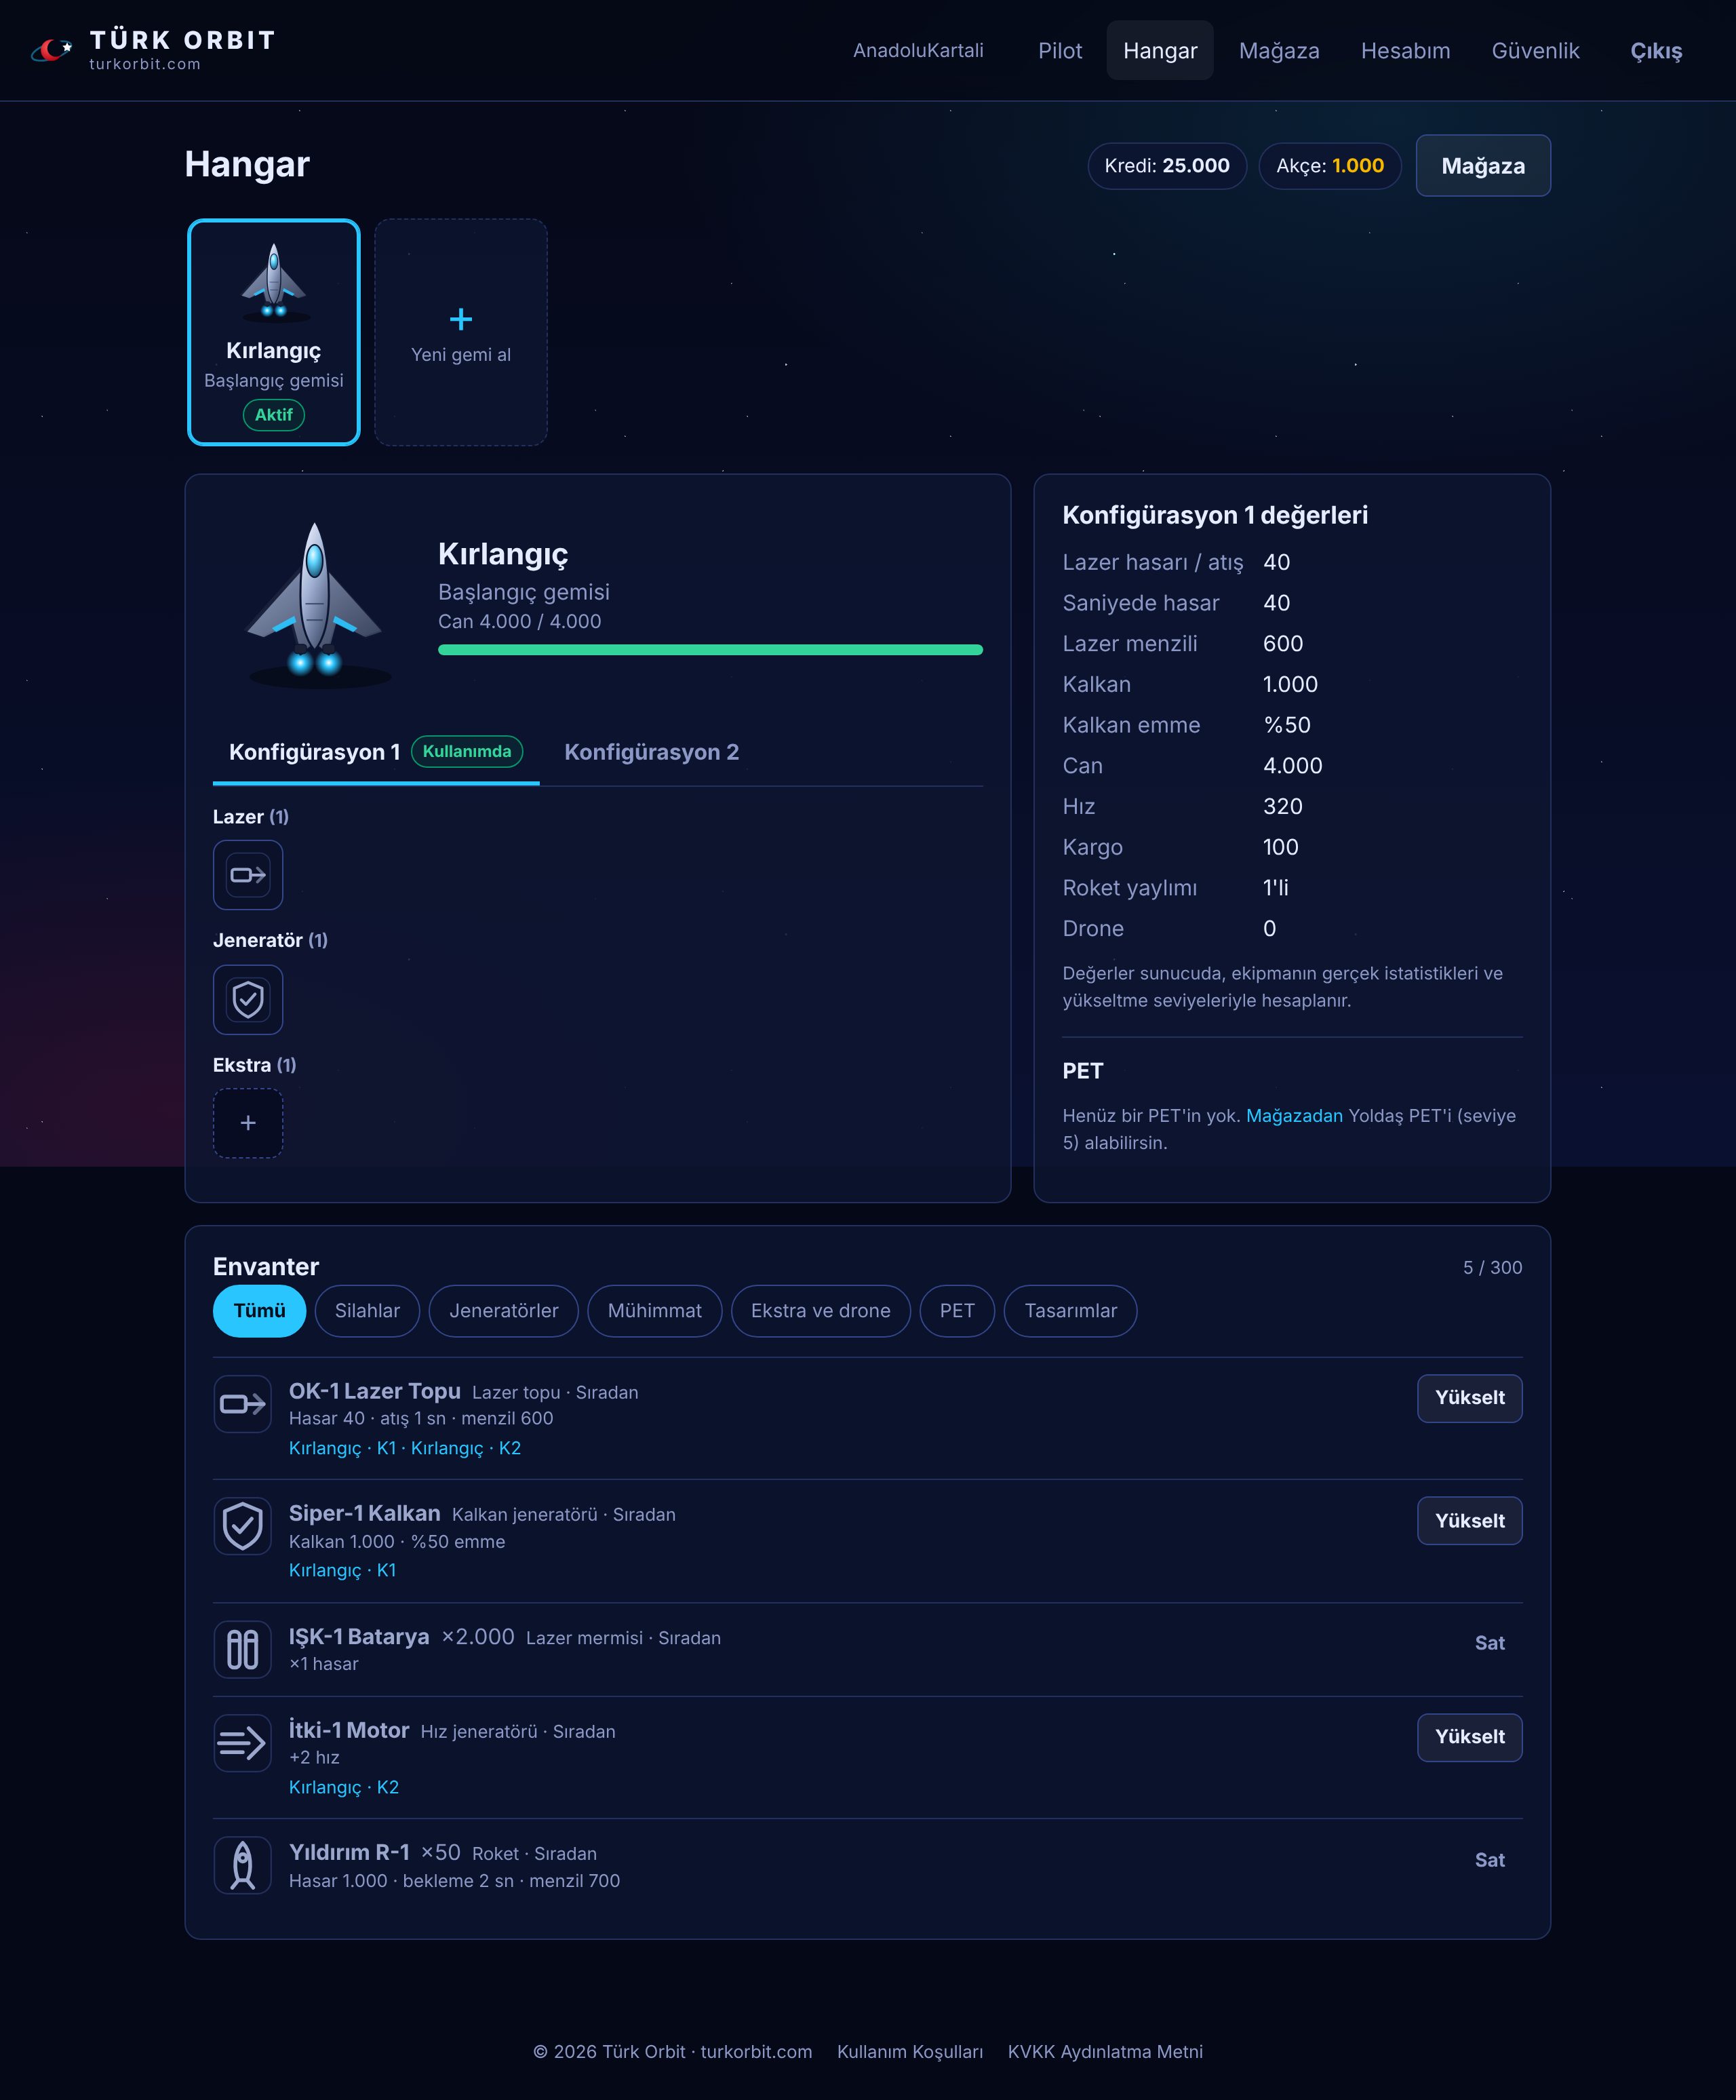 TÜRK ORBIT
turkorbit.com
AnadoluKartali
Pilot
Hangar
Mağaza
Hesabım
Güvenlik
Çıkış
Hangar
Kredi: 25.000
Akçe: 1.000
Mağaza
Kırlangıç
Başlangıç gemisi
Aktif
+
Yeni gemi al
Kırlangıç
Başlangıç gemisi
Can 4.000 / 4.000
Konfigürasyon 1 Kullanımda
Konfigürasyon 2
Lazer (1)
Jeneratör (1)
Ekstra (1)
+
Konfigürasyon 1 değerleri
Lazer hasarı / atış 40
Saniyede hasar 40
Lazer menzili 600
Kalkan 1.000
Kalkan emme %50
Can 4.000
Hız 320
Kargo 100
Roket yaylımı 1'li
Drone 0
Değerler sunucuda, ekipmanın gerçek istatistikleri ve
yükseltme seviyeleriyle hesaplanır.
PET
Henüz bir PET'in yok. Mağazadan Yoldaş PET'i (seviye
5) alabilirsin.
Envanter
5 / 300
Tümü
Silahlar
Jeneratörler
Mühimmat
Ekstra ve drone
PET
Tasarımlar
OK-1 Lazer Topu Lazer topu · Sıradan
Hasar 40 · atış 1 sn · menzil 600
Kırlangıç · K1 · Kırlangıç · K2
Yükselt
Siper-1 Kalkan Kalkan jeneratörü · Sıradan
Kalkan 1.000 · %50 emme
Kırlangıç · K1
Yükselt
IŞK-1 Batarya ×2.000 Lazer mermisi · Sıradan
×1 hasar
Sat
İtki-1 Motor Hız jeneratörü · Sıradan
+2 hız
Kırlangıç · K2
Yükselt
Yıldırım R-1 ×50 Roket · Sıradan
Hasar 1.000 · bekleme 2 sn · menzil 700
Sat
© 2026 Türk Orbit · turkorbit.com
Kullanım Koşulları
KVKK Aydınlatma Metni